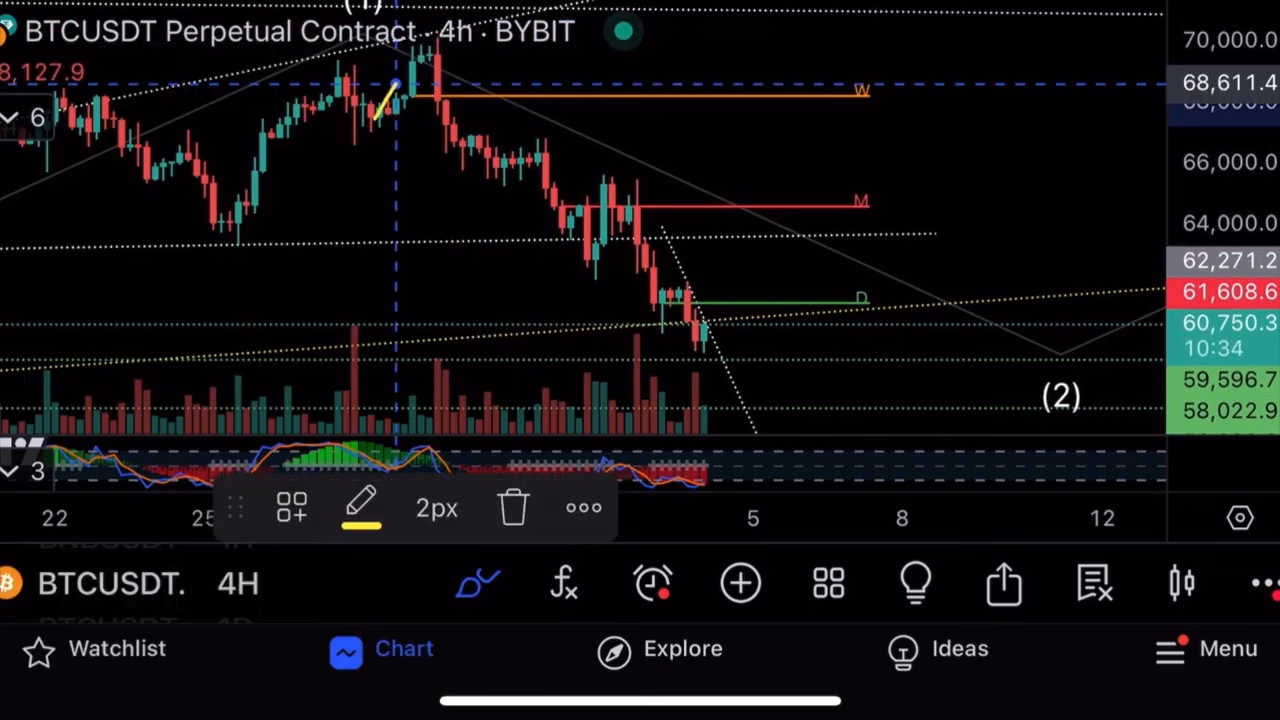 (1)
BTCUSDT Perpetual Contract · 4h · BYBIT
70,000.0
8,127.9
68,611.4
W
6
66,000.0
M
64,000.0
62,271.2
D
61,608.6
60,750.3
10:34
59,596.7
(2)
58,022.9
3
22
25
2px
5
8
12
BTCUSDT. 4H
Watchlist
Chart
Explore
Ideas
Menu